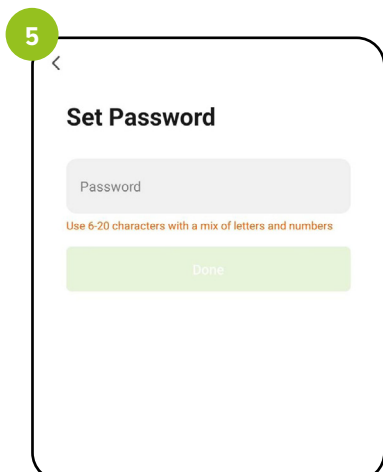 5
Set Password
Password
Use 6-20 characters with a mix of letters and numbers
Done